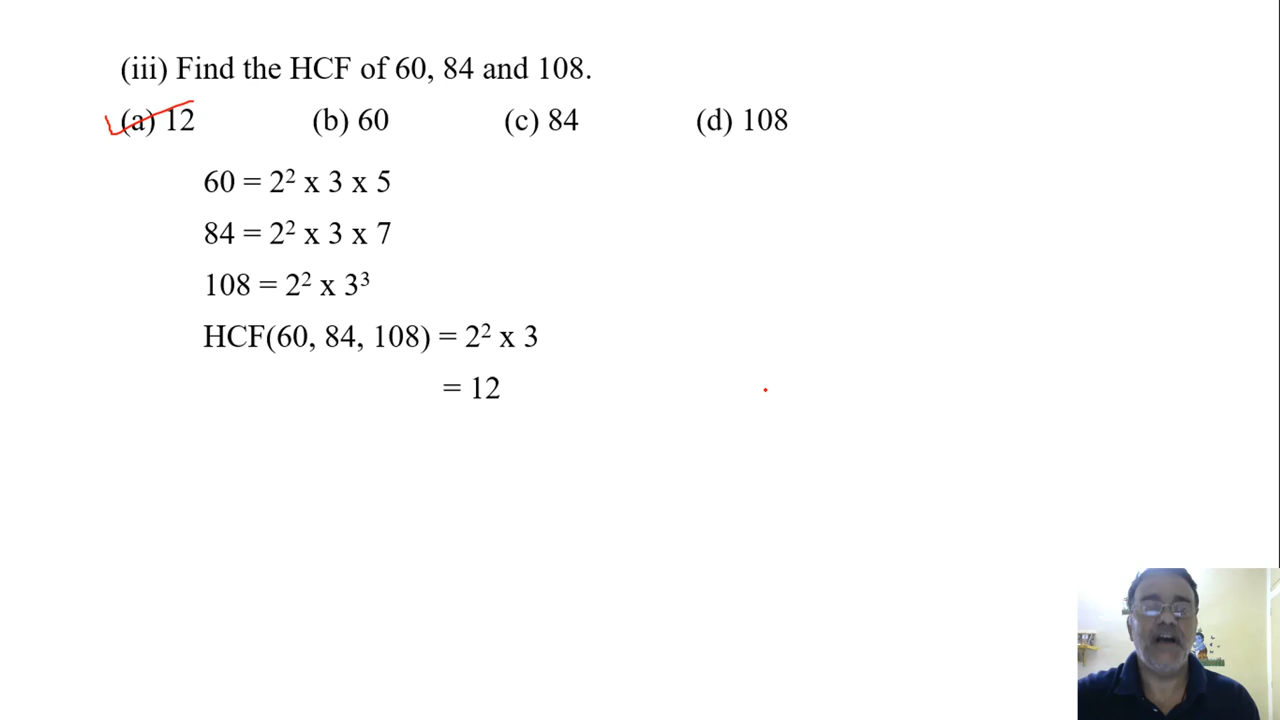 (iii) Find the HCF of 60, 84 and 108.
(a) 12 (b) 60 (c) 84 (d) 108
60 = 2² x 3 x 5
84 = 2² x 3 x 7
108 = 2² x 3³
HCF(60, 84, 108) = 2² x 3
= 12